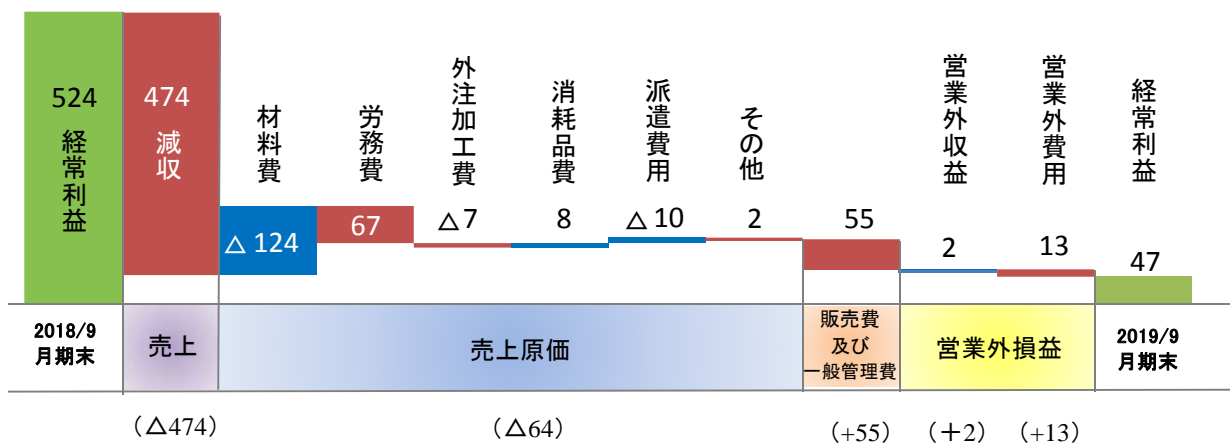 524
経常利益
474
減収
材料費
△ 124
労務費
67
外注加工費
△7
消耗品費
8
派遣費用
△ 10
その他
2
55
営業外収益
2
営業外費用
13
経常利益
47
2018/9
月期末
売上
売上原価
販売費
及び
一般管理費
営業外損益
2019/9
月期末
(△474)
(△64)
(+55)
(+2)
(+13)